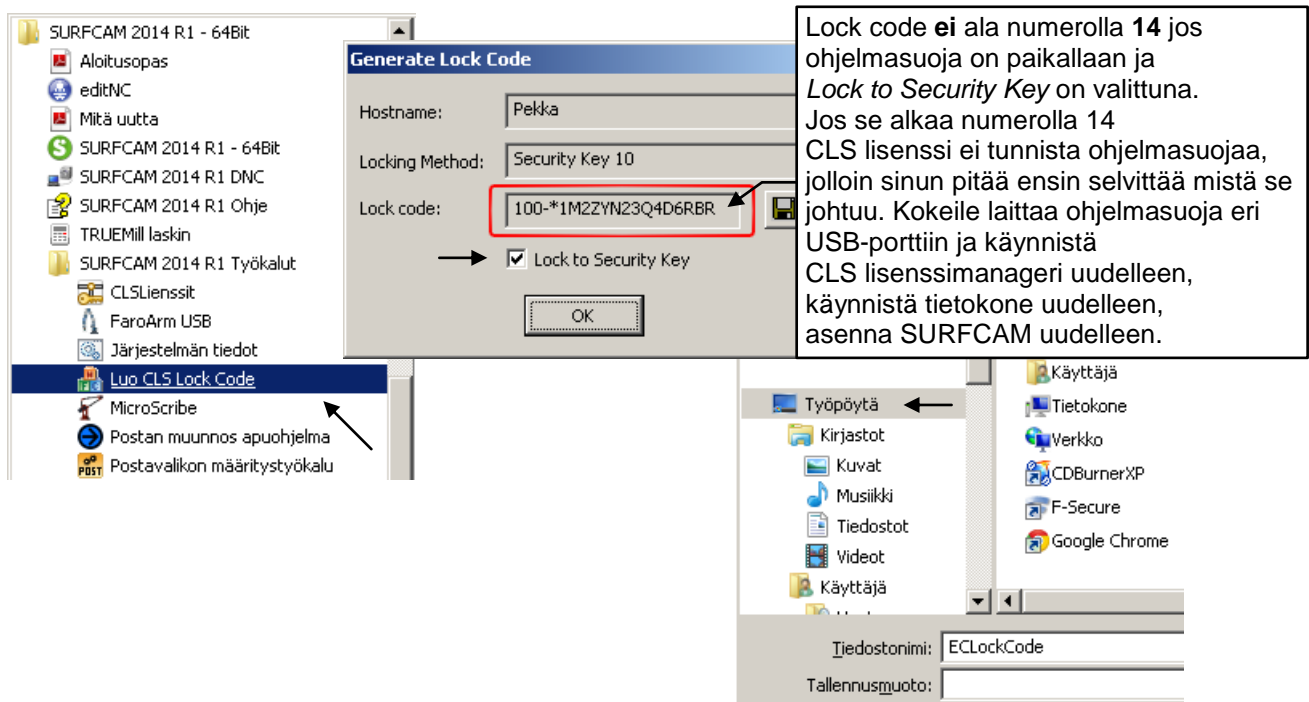 SURFCAM 2014 R1 - 64Bit
Aloitusopas
editNC
Mitä uutta
SURFCAM 2014 R1 - 64Bit
SURFCAM 2014 R1 DNC
SURFCAM 2014 R1 Ohje
TRUEMill laskin
SURFCAM 2014 R1 Työkalut
CLSLienssit
FaroArm USB
Järjestelmän tiedot
Luo CLS Lock Code
MicroScribe
Postan muunnos apuohjelma
POST Postavalikon määritystyökalu
Generate Lock Code
Hostname: Pekka
Locking Method: Security Key 10
Lock code: 100-*1M2ZYN23Q4D6RBR
Lock to Security Key
OK
Lock code ei ala numerolla 14 jos
ohjelmasuoja on paikallaan ja
Lock to Security Key on valittuna.
Jos se alkaa numerolla 14
CLS lisenssi ei tunnista ohjelmasuojaa,
jolloin sinun pitää ensin selvittää mistä se
johtuu. Kokeile laittaa ohjelmasuoja eri
USB-porttiin ja käynnistä
CLS lisenssimanageri uudelleen,
käynnistä tietokone uudelleen,
asenna SURFCAM uudelleen.
Työpöytä
Kirjastot
Kuvat
Musiikki
Tiedostot
Videot
Käyttäjä
Käyttäjä
Tietokone
Verkko
CDBurnerXP
F-Secure
Google Chrome
Tiedostonimi: ECLockCode
Tallennusmuoto: